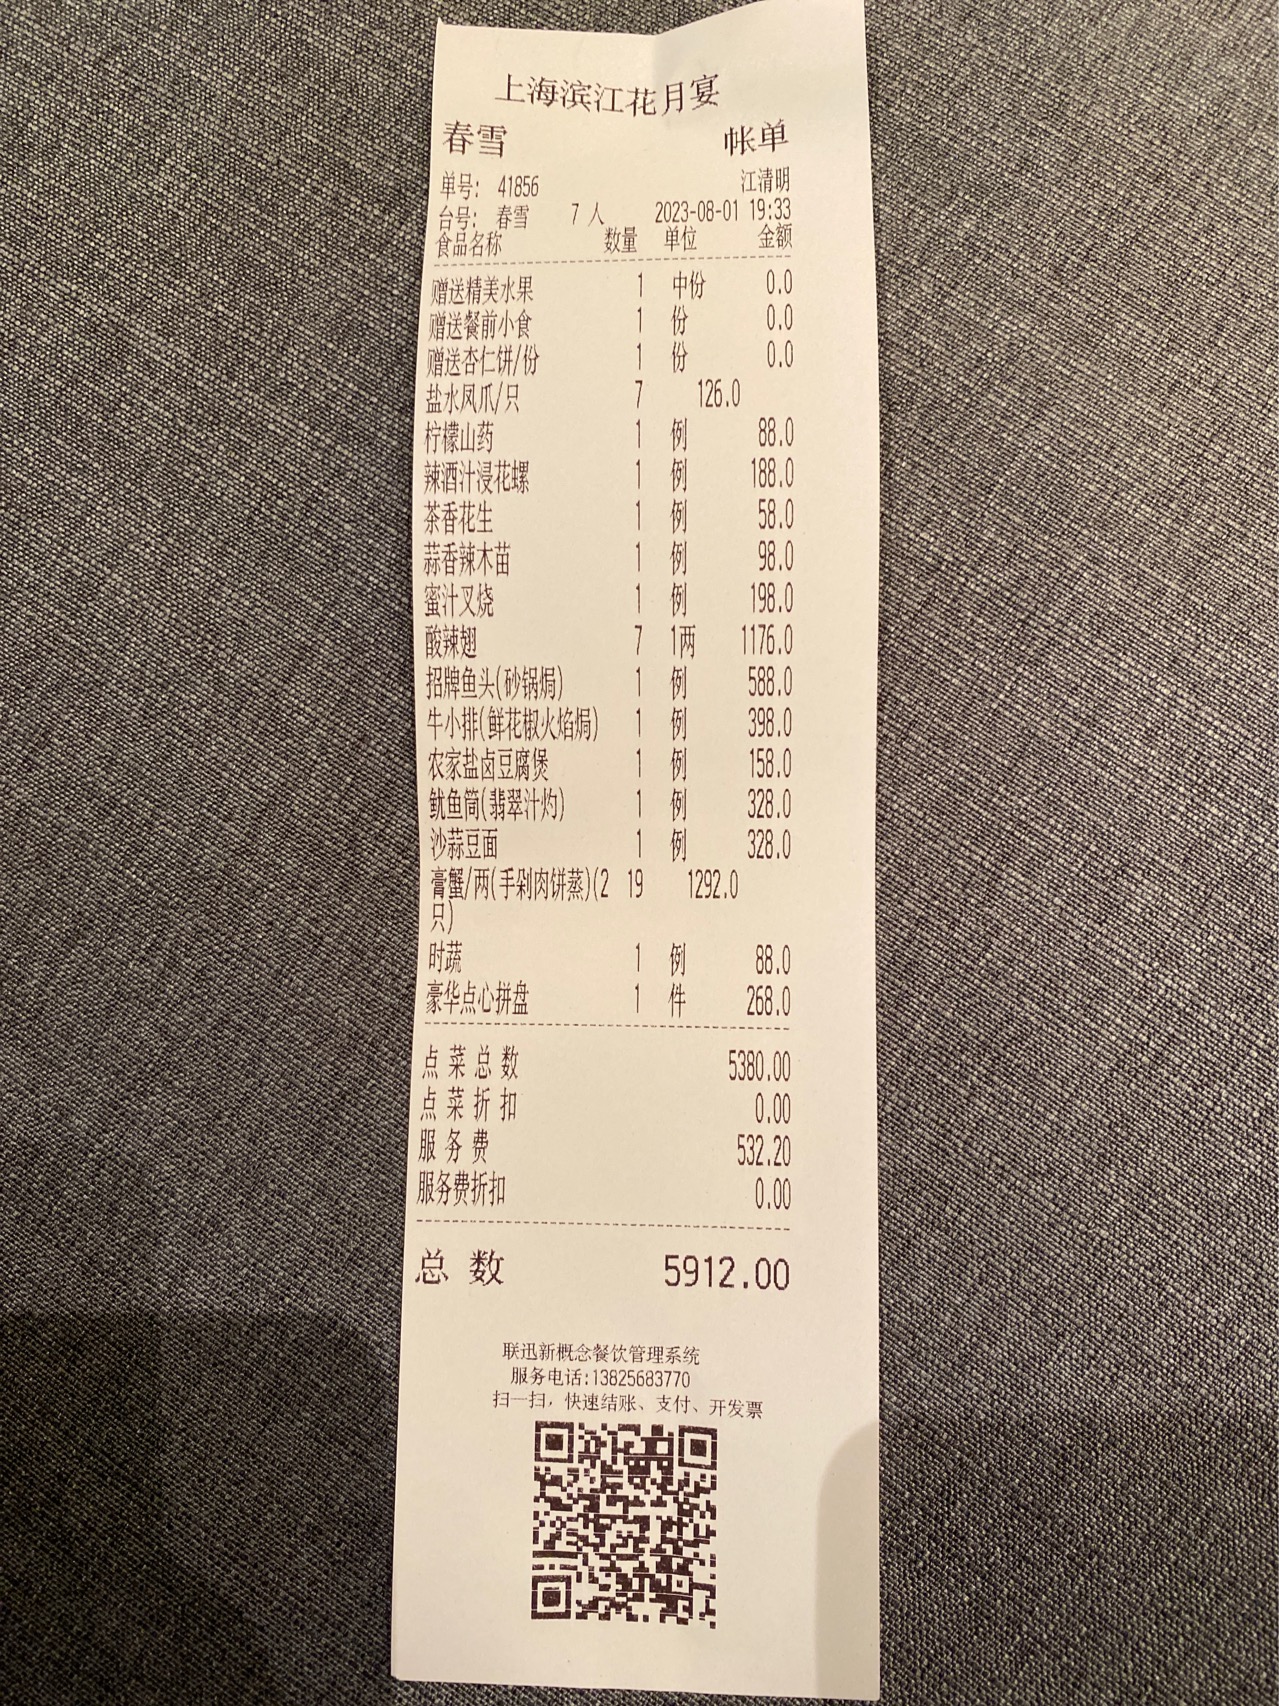 上海滨江花月宴
春雪 帐单
单号: 41856 江清明
台号: 春雪 7 人 2023-08-01 19:33
食品名称 数量 单位 金额
赠送精美水果 1 中份 0.0
赠送餐前小食 1 份 0.0
赠送杏仁饼/份 1 份 0.0
盐水凤爪/只 7 126.0
柠檬山药 1 例 88.0
辣酒汁浸花螺 1 例 188.0
茶香花生 1 例 58.0
蒜香辣木苗 1 例 98.0
蜜汁叉烧 1 例 198.0
酸辣翅 7 1两 1176.0
招牌鱼头(砂锅焗) 1 例 588.0
牛小排(鲜花椒火焰焗) 1 例 398.0
农家盐卤豆腐煲 1 例 158.0
鱿鱼筒(翡翠汁灼) 1 例 328.0
沙蒜豆面 1 例 328.0
膏蟹/两(手剁肉饼蒸)(2 19 1292.0
只)
时蔬 1 例 88.0
豪华点心拼盘 1 件 268.0
点菜总数 5380.00
点菜折扣 0.00
服务费 532.20
服务费折扣 0.00
总数 5912.00
联迅新概念餐饮管理系统
服务电话:13825683770
扫一扫，快速结账、支付、开发票